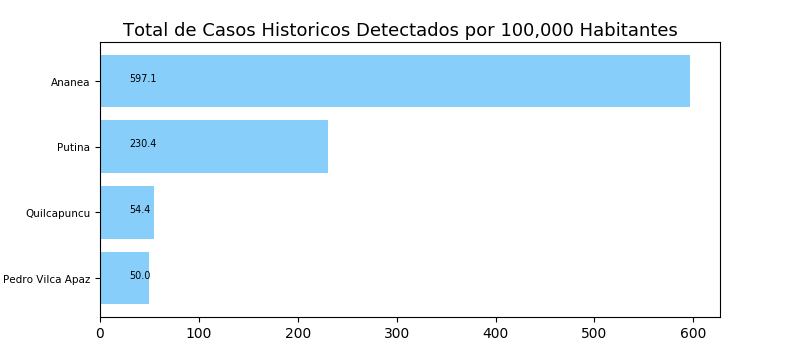 Total de Casos Historicos Detectados por 100,000 Habitantes
Ananea 597.1
Putina 230.4
Quilcapuncu 54.4
Pedro Vilca Apaz 50.0
0 100 200 300 400 500 600